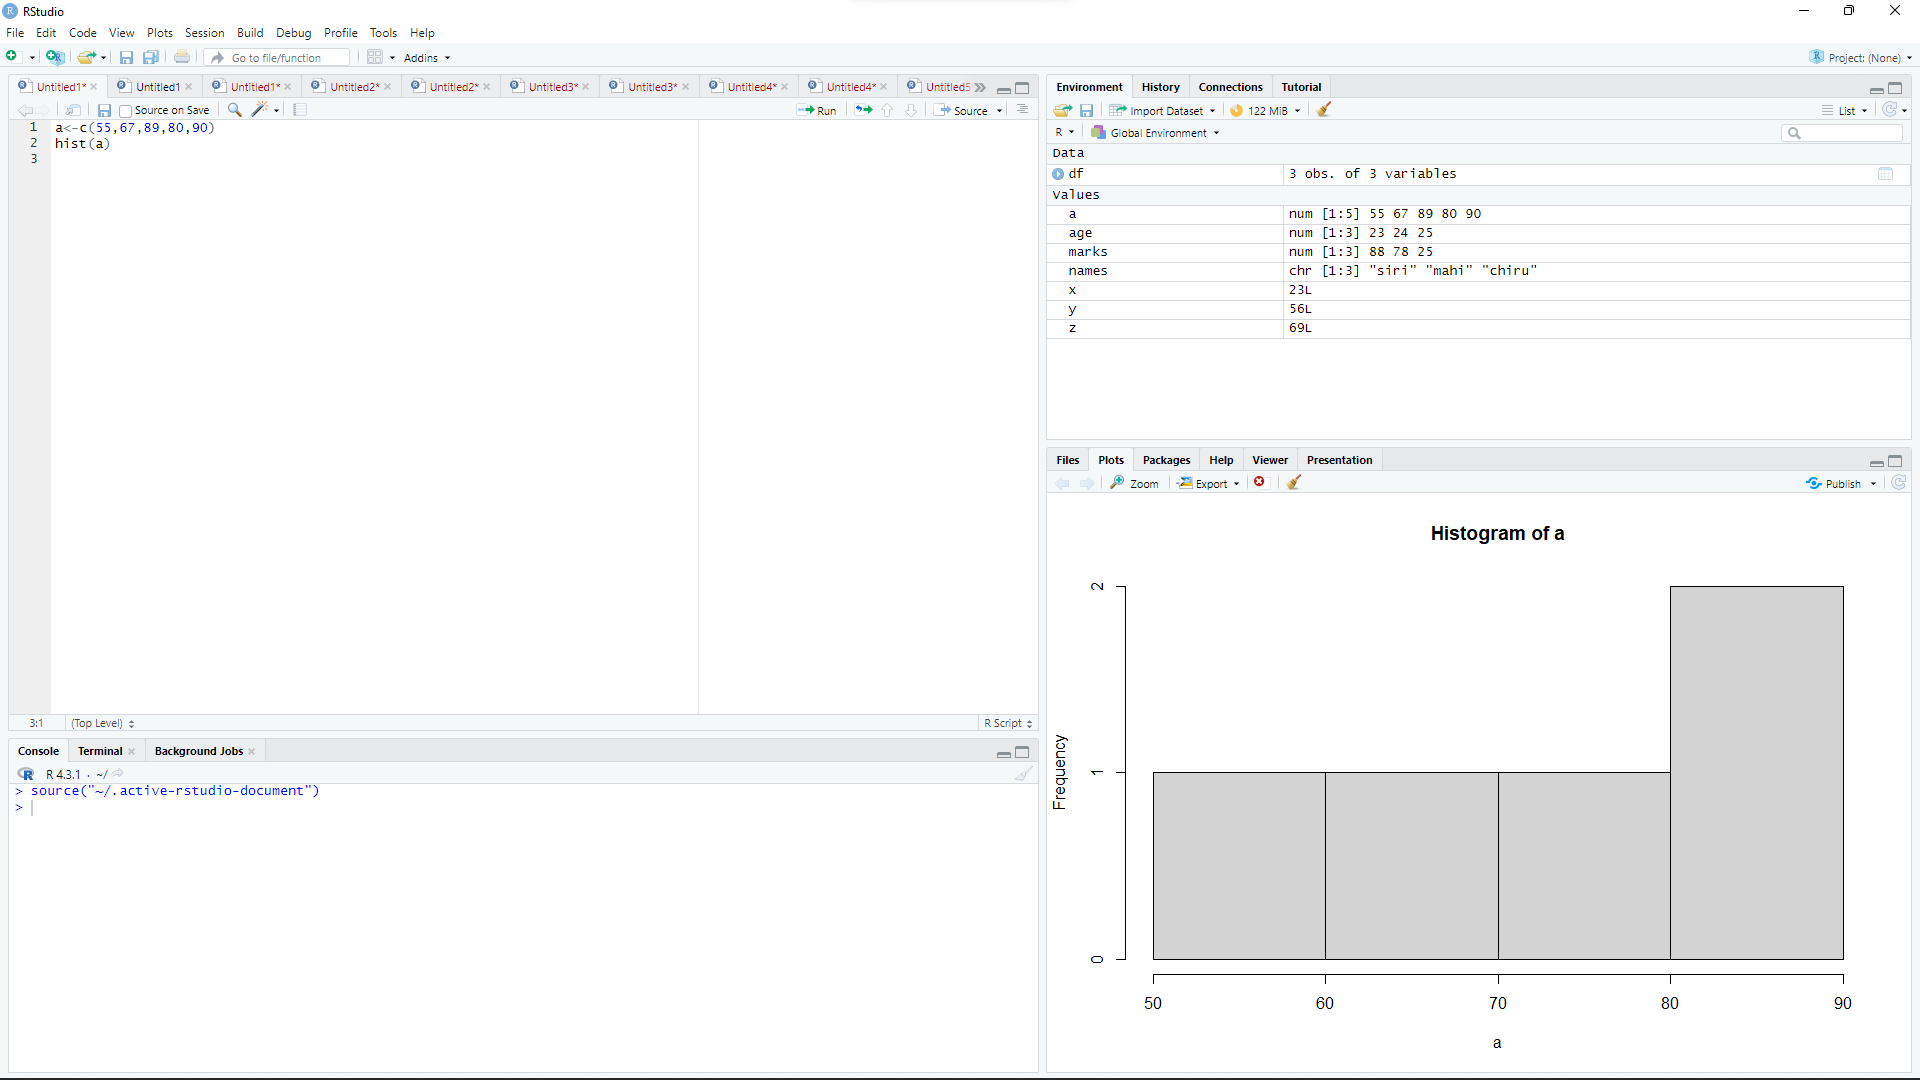 RStudio
File Edit Code View Plots Session Build Debug Profile Tools Help
Go to file/function Addins Project: (None)
Untitled1* Untitled1 Untitled1* Untitled2* Untitled2* Untitled3* Untitled3* Untitled4* Untitled4* Untitled5
Source on Save Run Source
1 a<-c(55,67,89,80,90)
2 hist(a)
3
3:1 (Top Level) R Script
Console Terminal Background Jobs
R 4.3.1 · ~/
> source("~/.active-rstudio-document")
>
Environment History Connections Tutorial
Import Dataset 122 MiB List
R Global Environment
Data
df 3 obs. of 3 variables
Values
a num [1:5] 55 67 89 80 90
age num [1:3] 23 24 25
marks num [1:3] 88 78 25
names chr [1:3] "siri" "mahi" "chiru"
x 23L
y 56L
z 69L
Files Plots Packages Help Viewer Presentation
Zoom Export Publish
Histogram of a
Frequency
2
1
0
50 60 70 80 90
a